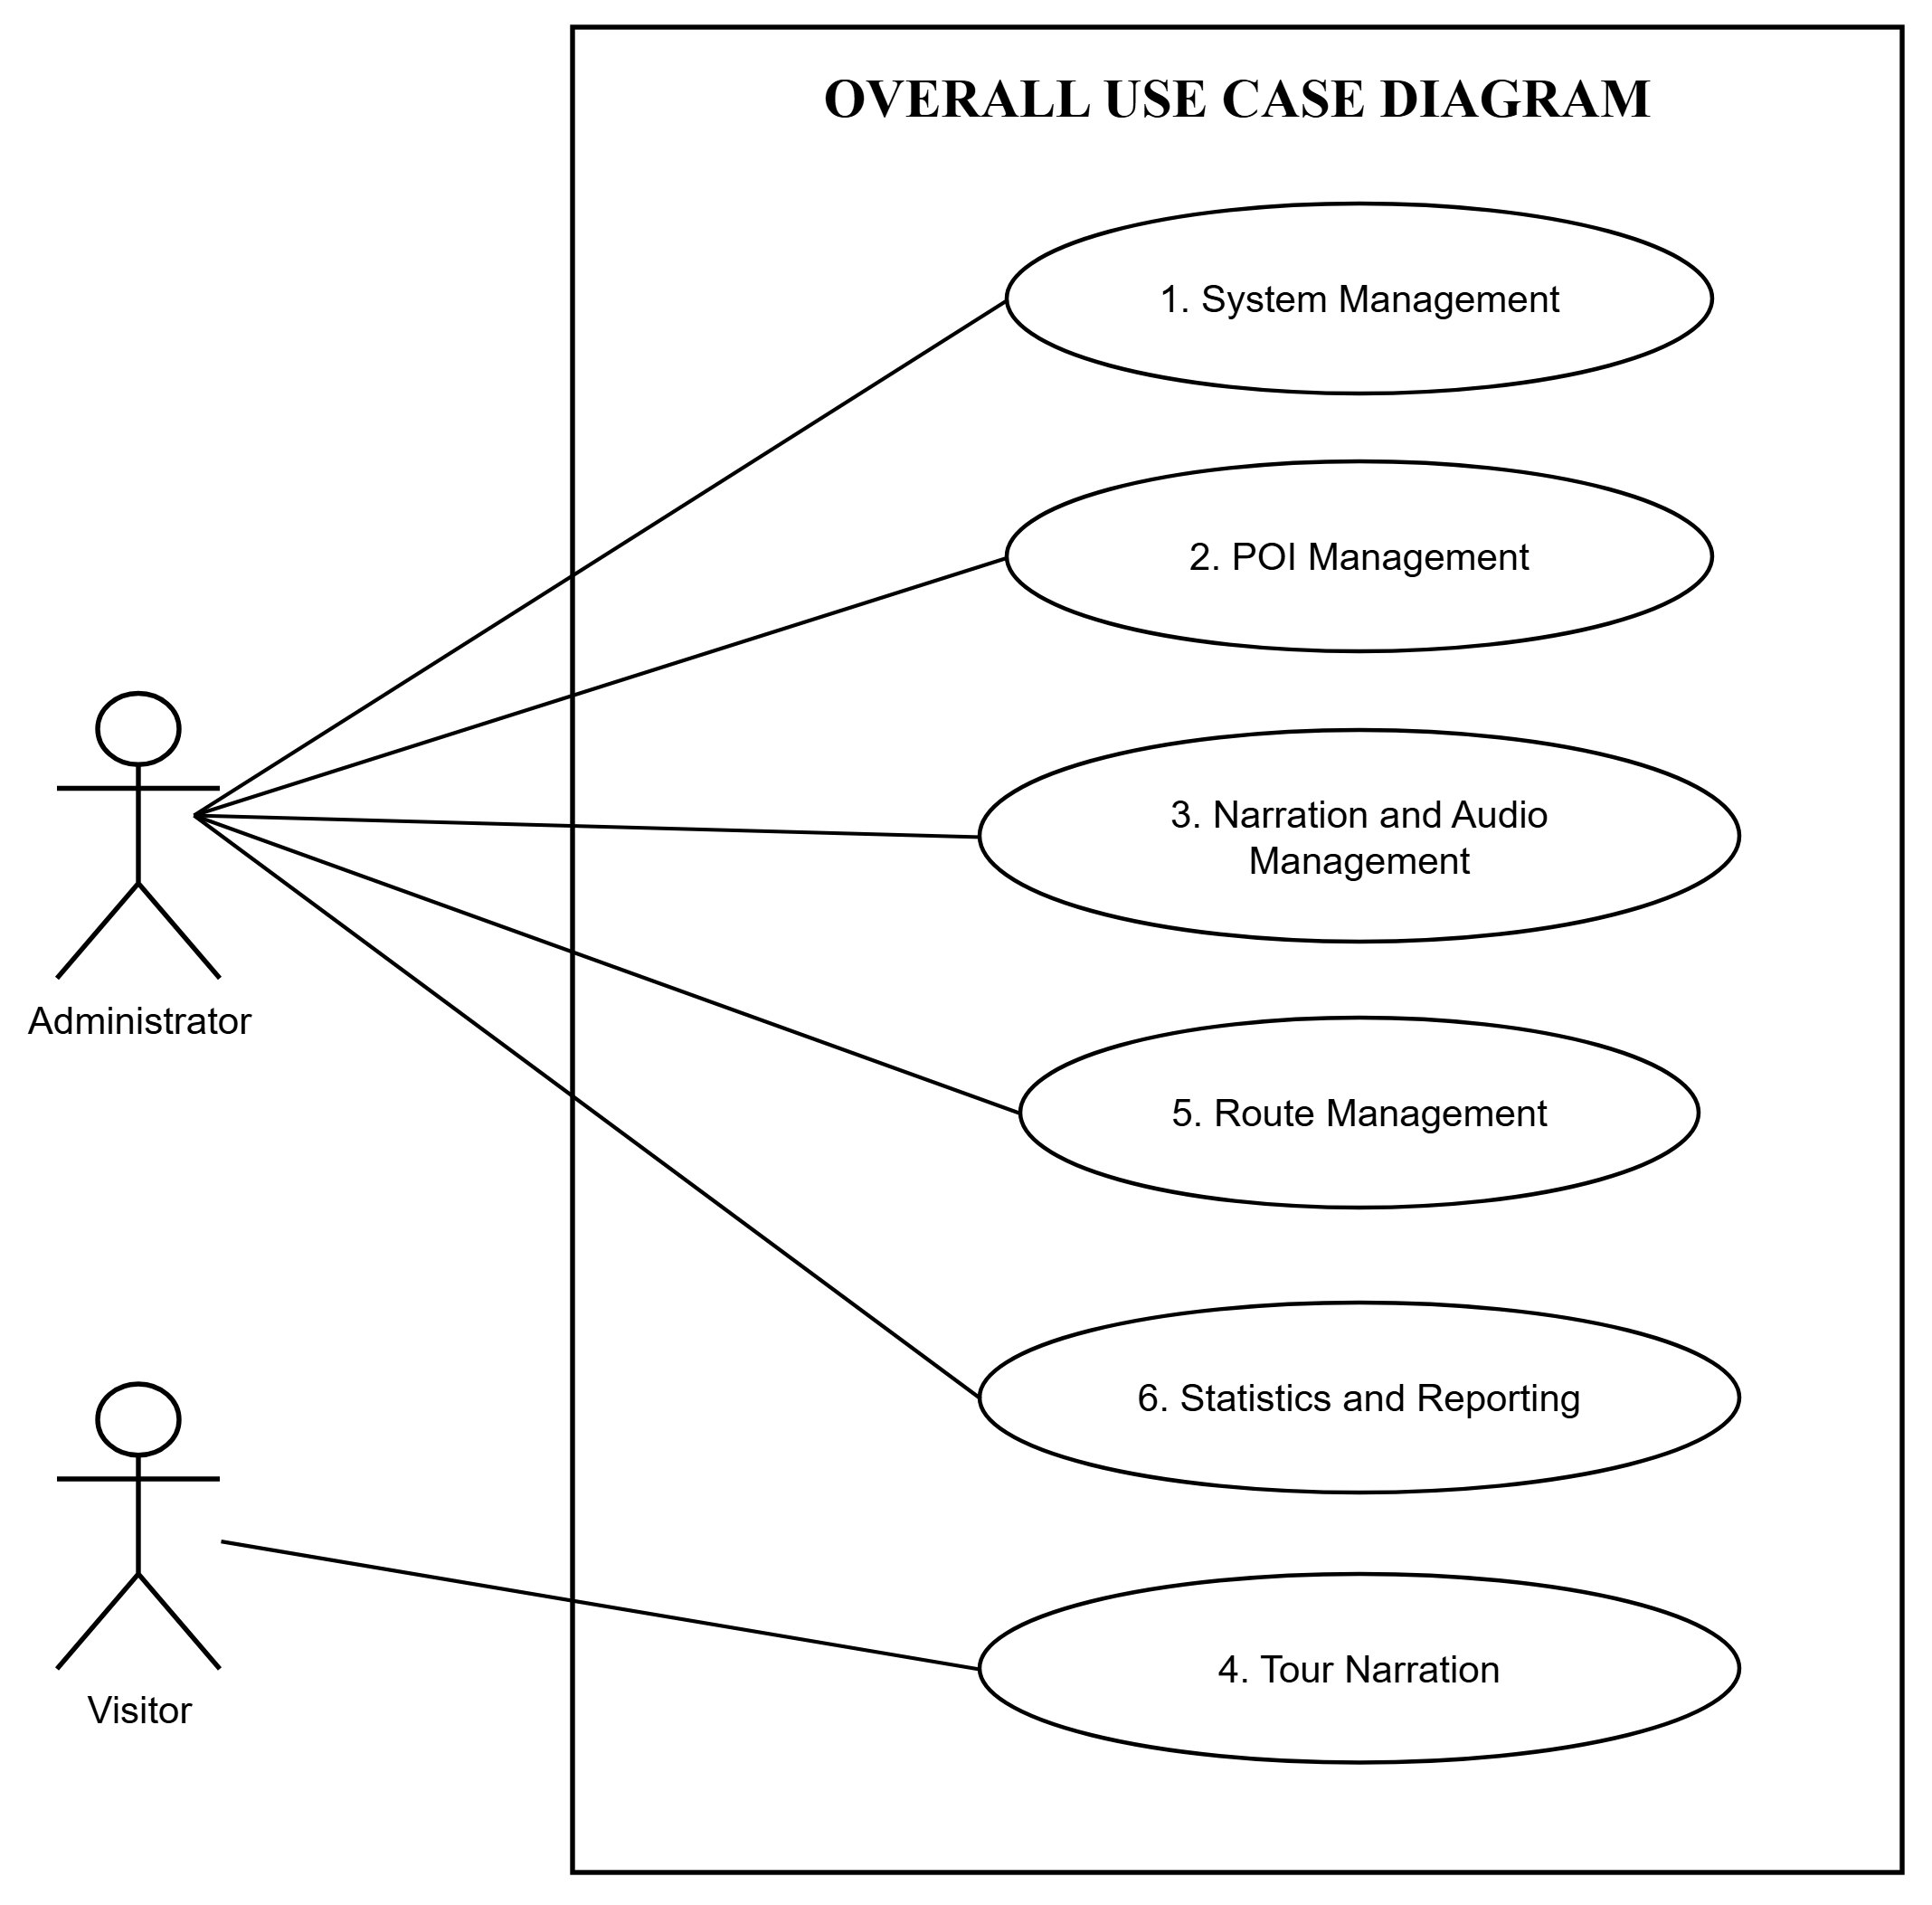 OVERALL USE CASE DIAGRAM
1. System Management
2. POI Management
3. Narration and Audio
Management
Administrator
5. Route Management
6. Statistics and Reporting
4. Tour Narration
Visitor